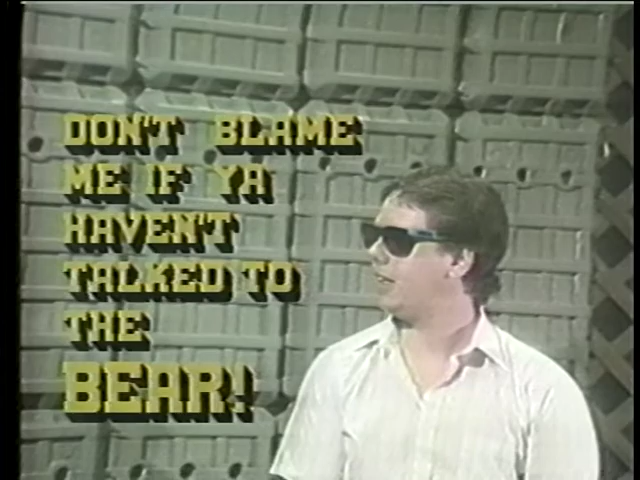 DON'T BLAME
ME IF YA
HAVEN'T
TALKED TO
THE
BEAR!